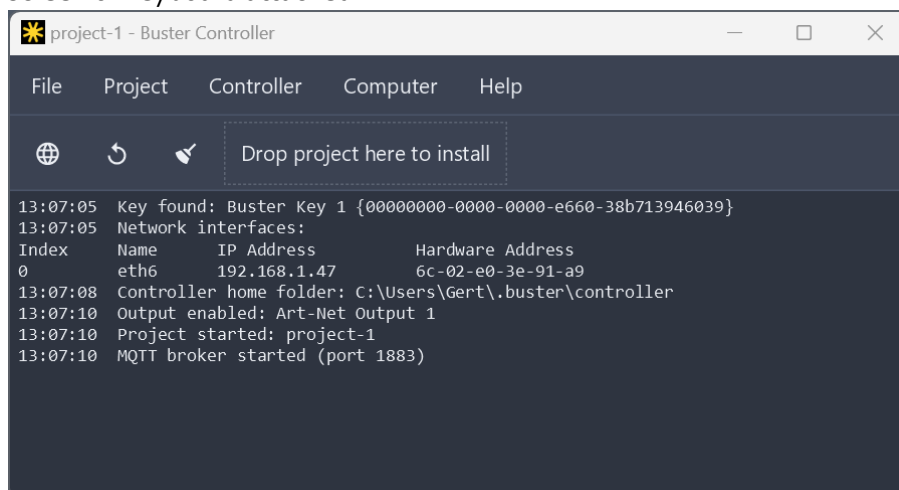 project-1 - Buster Controller
File Project Controller Computer Help
Drop project here to install
13:07:05 Key found: Buster Key 1 {00000000-0000-0000-e660-38b713946039}
13:07:05 Network interfaces:
Index Name IP Address Hardware Address
0 eth6 192.168.1.47 6c-02-e0-3e-91-a9
13:07:08 Controller home folder: C:\Users\Gert\.buster\controller
13:07:10 Output enabled: Art-Net Output 1
13:07:10 Project started: project-1
13:07:10 MQTT broker started (port 1883)